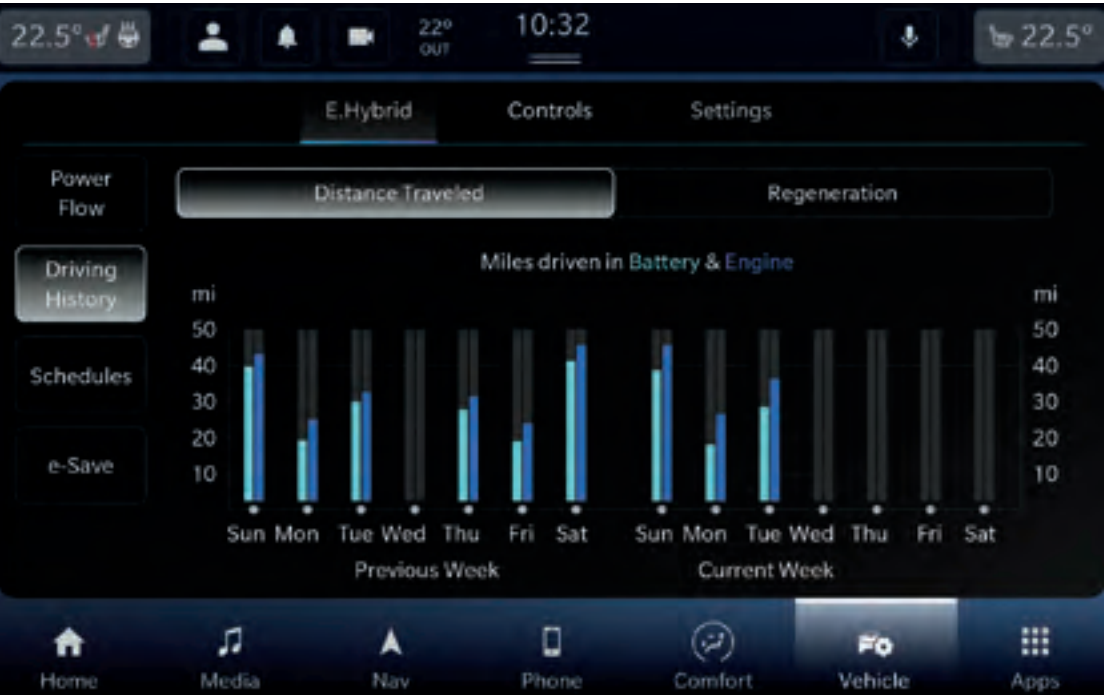 22.5°
22°
OUT
10:32
22.5°
E.Hybrid Controls Settings
Power
Flow
Distance Traveled Regeneration
Driving
History
Miles driven in Battery & Engine
mi mi
50 50
40 40
Schedules
30 30
20 20
e-Save
10 10
Sun Mon Tue Wed Thu Fri Sat Sun Mon Tue Wed Thu Fri Sat
Previous Week Current Week
Home Media Nav Phone Comfort Vehicle Apps